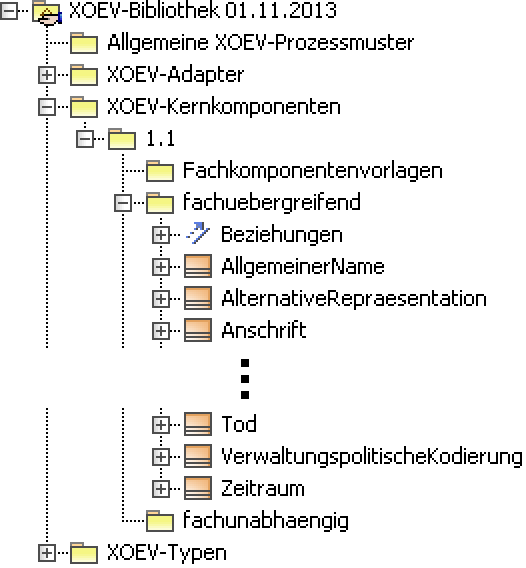 XOEV-Bibliothek 01.11.2013
Allgemeine XOEV-Prozessmuster
XOEV-Adapter
XOEV-Kernkomponenten
1.1
Fachkomponentenvorlagen
fachuebergreifend
Beziehungen
AllgemeinerName
AlternativeRepraesentation
Anschrift
Tod
VerwaltungspolitischeKodierung
Zeitraum
fachunabhaengig
XOEV-Typen